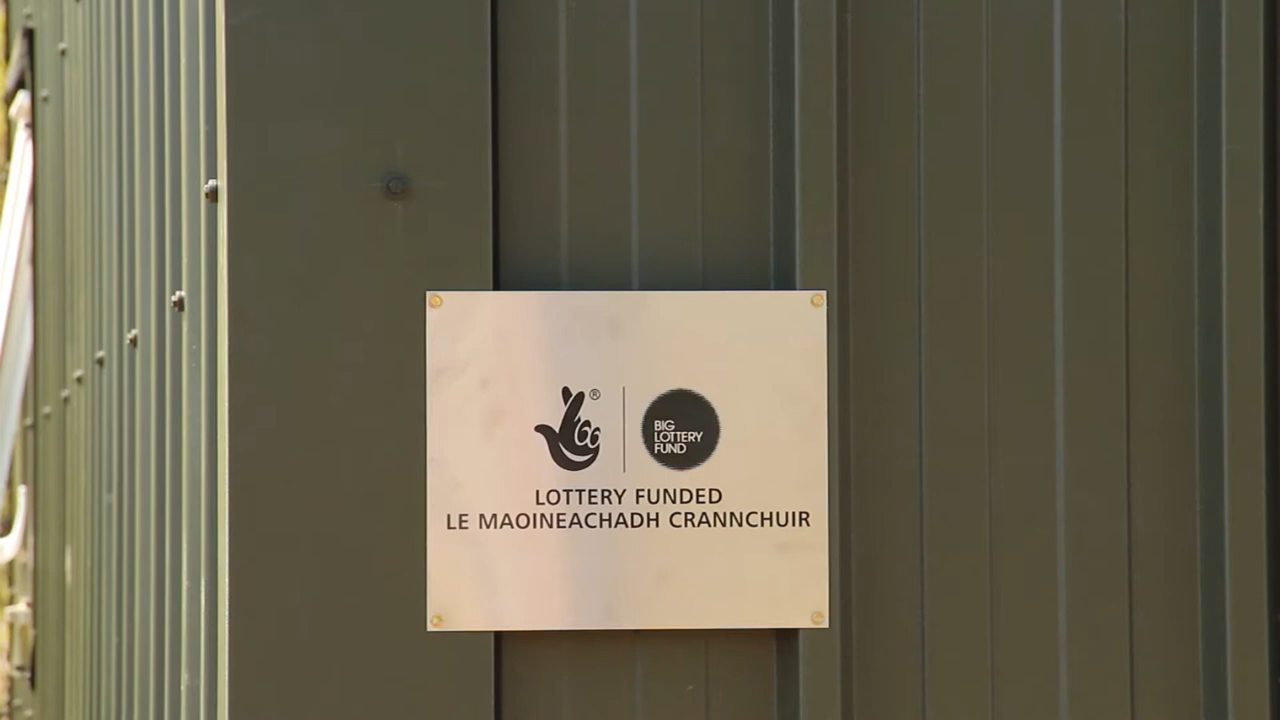 ®
BIG
LOTTERY
FUND
LOTTERY FUNDED
LE MAOINEACHADH CRANNCHUIR